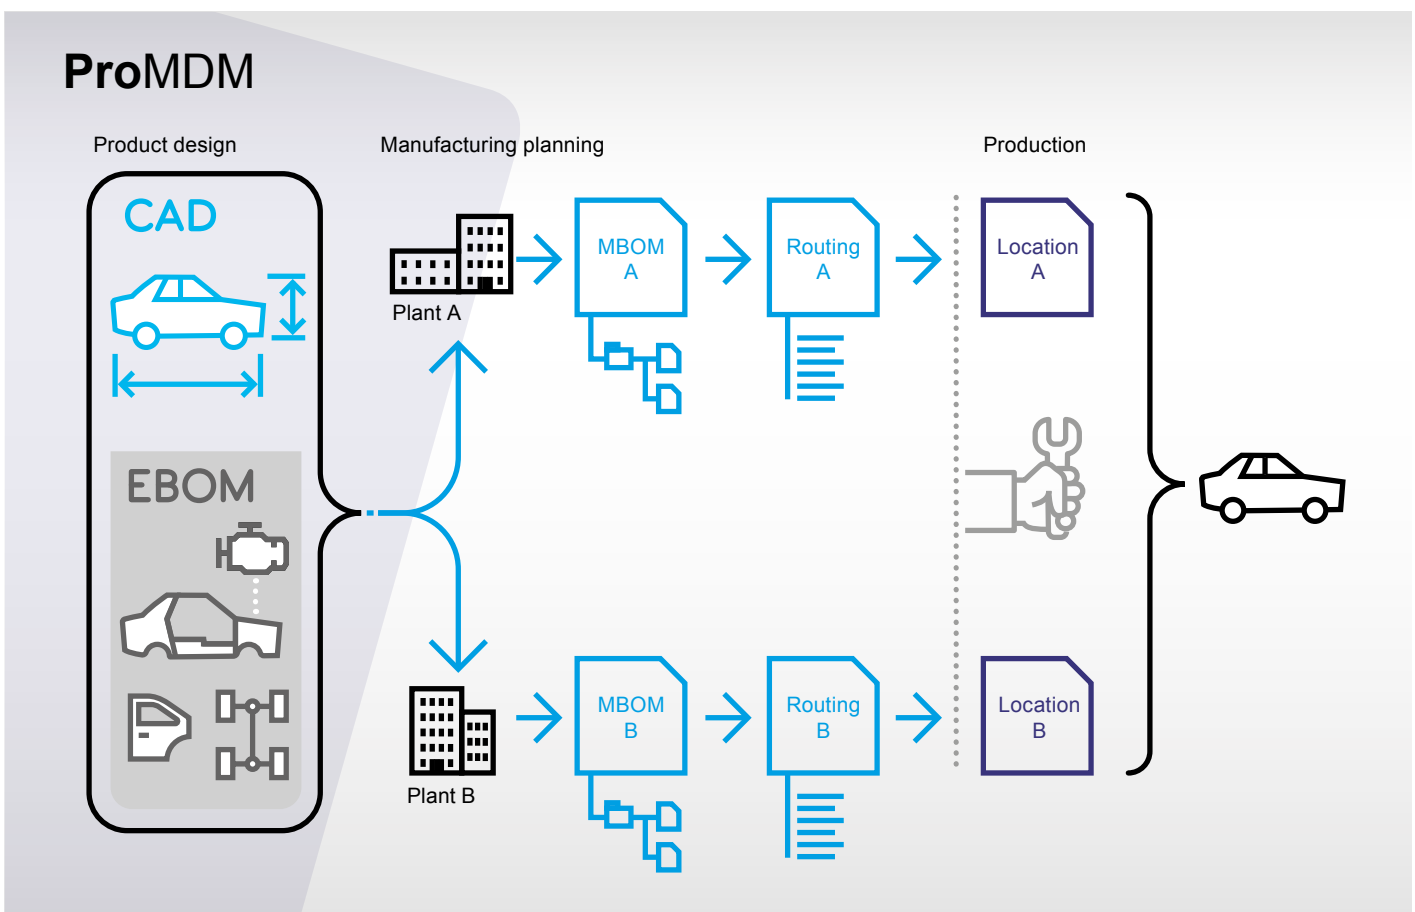 ProMDM
Product design
Manufacturing planning
Production
CAD
EBOM
Plant A
MBOM
A
Routing
A
Location
A
Plant B
MBOM
B
Routing
B
Location
B